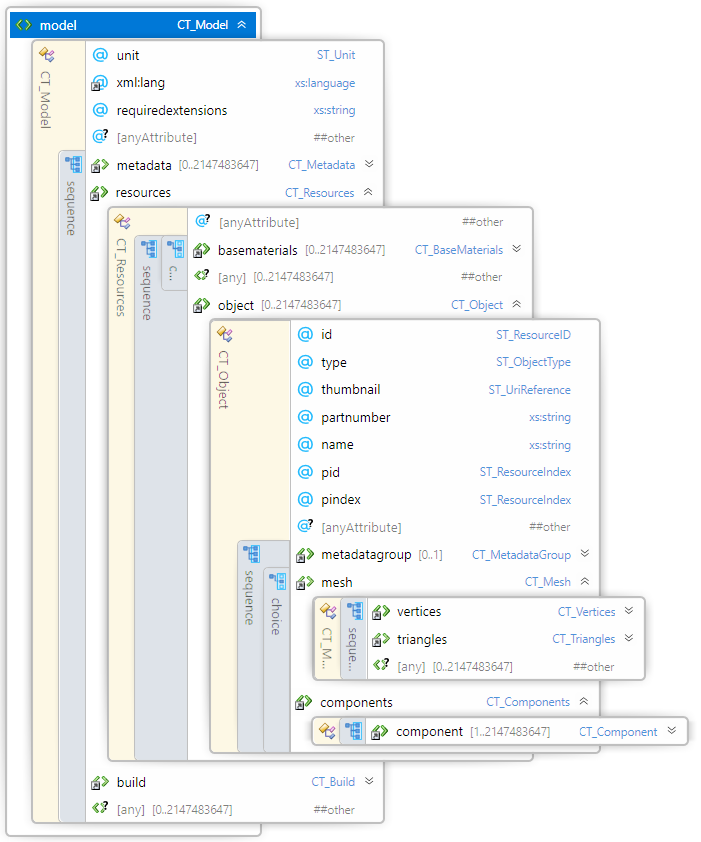 model CT_Model
CT_Model
@ unit ST_Unit
@ xml:lang xs:language
@ requiredextensions xs:string
@? [anyAttribute] ##other
sequence
metadata [0..2147483647] CT_Metadata
resources CT_Resources
CT_Resources
@? [anyAttribute] ##other
sequence
c...
basematerials [0..2147483647] CT_BaseMaterials
[any] [0..2147483647] ##other
object [0..2147483647] CT_Object
CT_Object
@ id ST_ResourceID
@ type ST_ObjectType
@ thumbnail ST_UriReference
@ partnumber xs:string
@ name xs:string
@ pid ST_ResourceIndex
@ pindex ST_ResourceIndex
@? [anyAttribute] ##other
sequence
choice
metadatagroup [0..1] CT_MetadataGroup
mesh CT_Mesh
CT_M...
seque...
vertices CT_Vertices
triangles CT_Triangles
[any] [0..2147483647] ##other
components CT_Components
component [1..2147483647] CT_Component
build CT_Build
[any] [0..2147483647] ##other